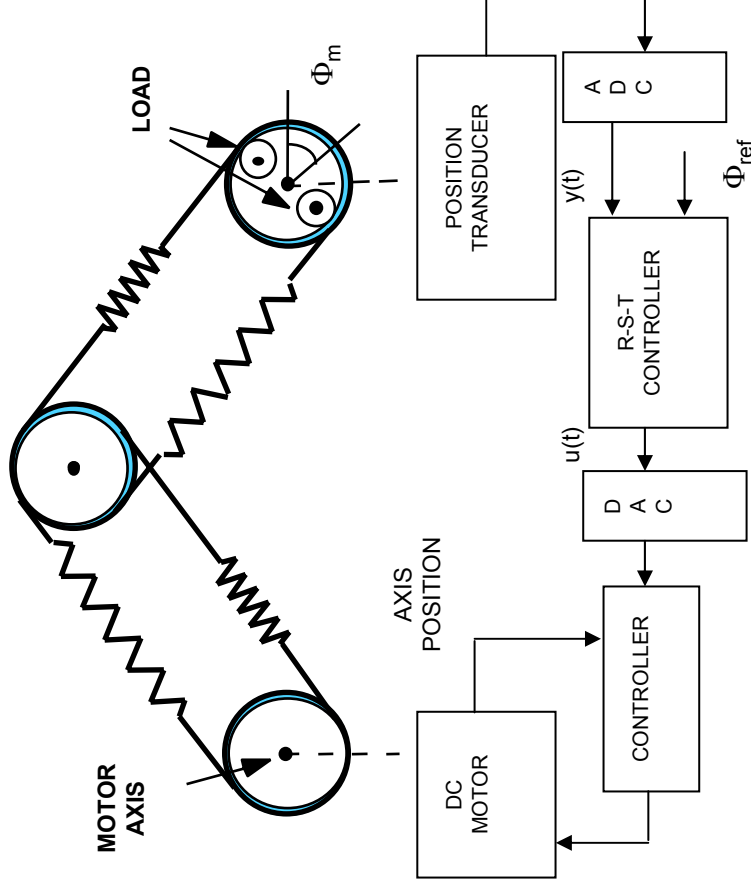 LOAD
Φm
MOTOR
AXIS
AXIS
POSITION
DC
MOTOR
POSITION
TRANSDUCER
CONTROLLER
D
A
C
u(t)
R-S-T
CONTROLLER
y(t)
A
D
C
Φref